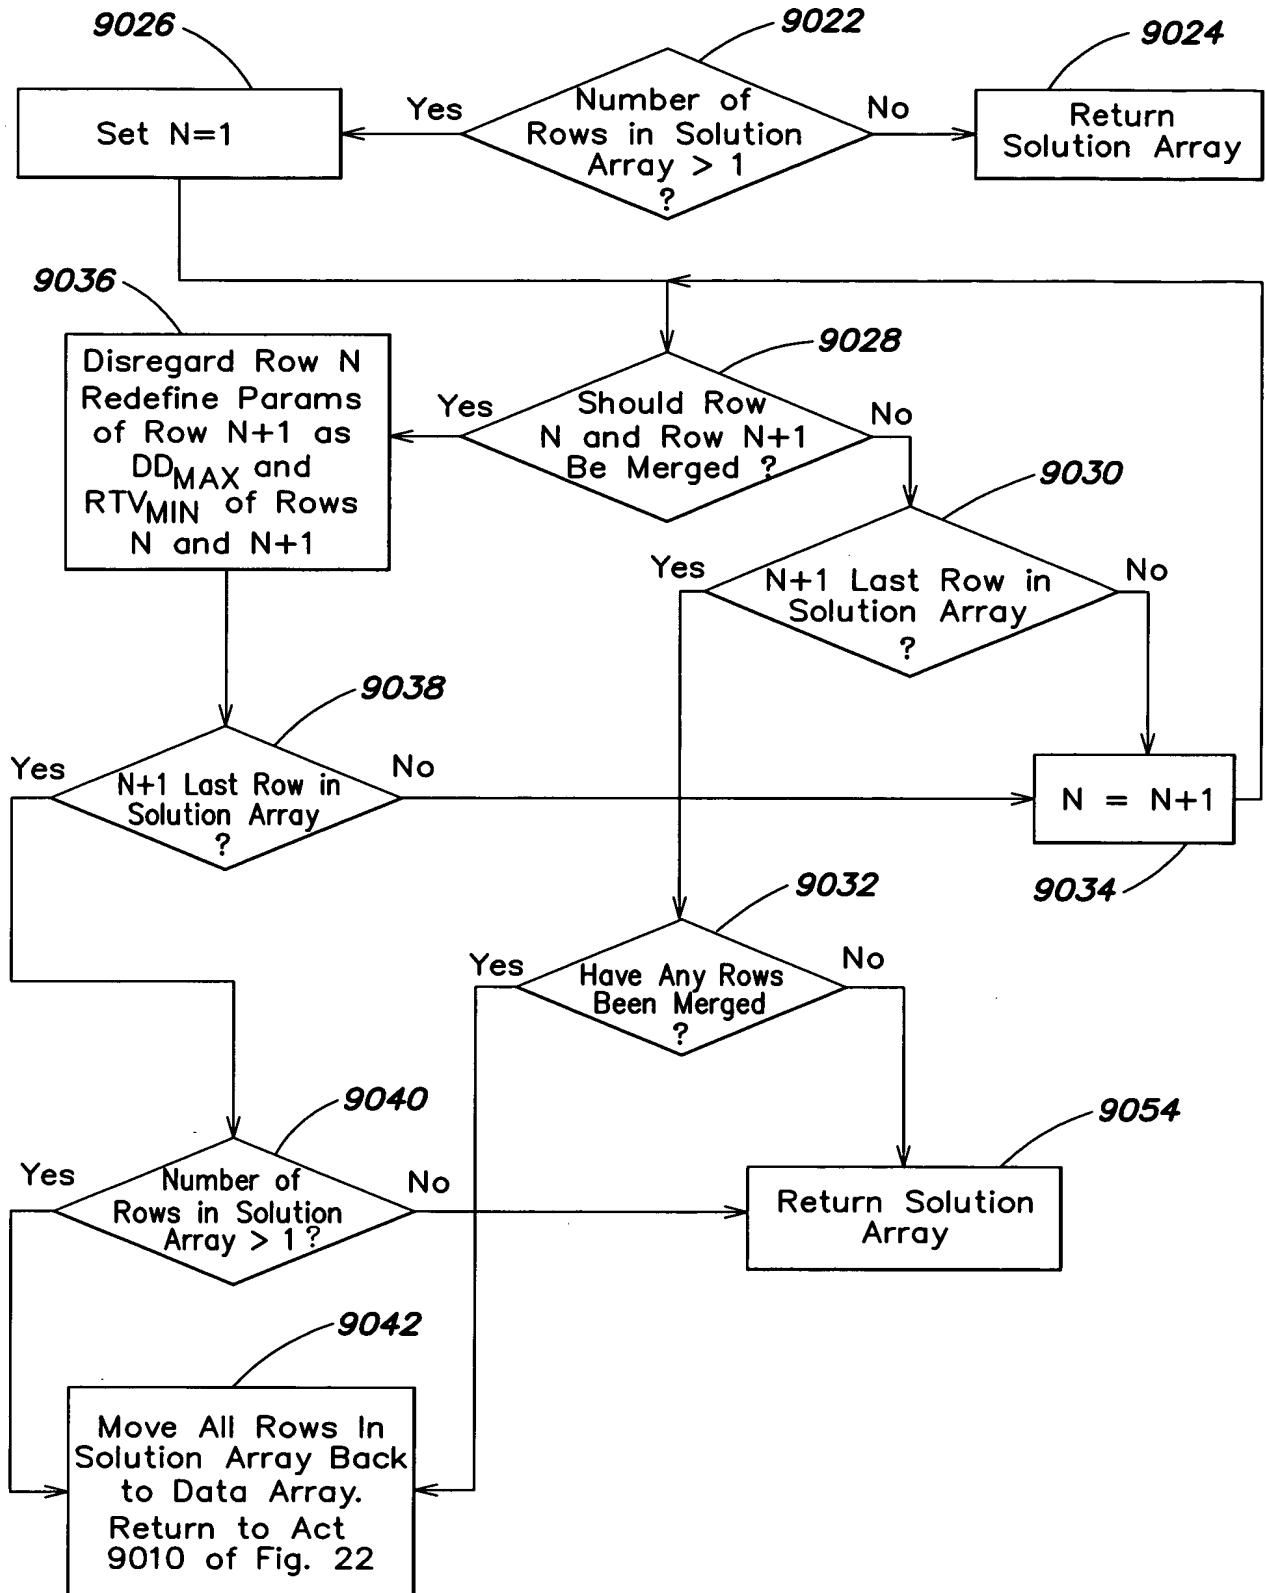 9026
9022
9024
Yes
Number of
Rows in Solution
Array > 1
?
No
Set N=1
Return
Solution Array
9036
9028
Disregard Row N
Redefine Params
of Row N+1 as
DDMAX and
RTVMIN of Rows
N and N+1
Yes
Should Row
N and Row N+1
Be Merged ?
No
9030
Yes
N+1 Last Row in
Solution Array
?
No
9038
Yes
N+1 Last Row in
Solution Array
?
No
N = N+1
9034
9032
Yes
Have Any Rows
Been Merged
?
No
9040
9054
Yes
Number of
Rows in Solution
Array > 1 ?
No
Return Solution
Array
9042
Move All Rows In
Solution Array Back
to Data Array.
Return to Act
9010 of Fig. 22